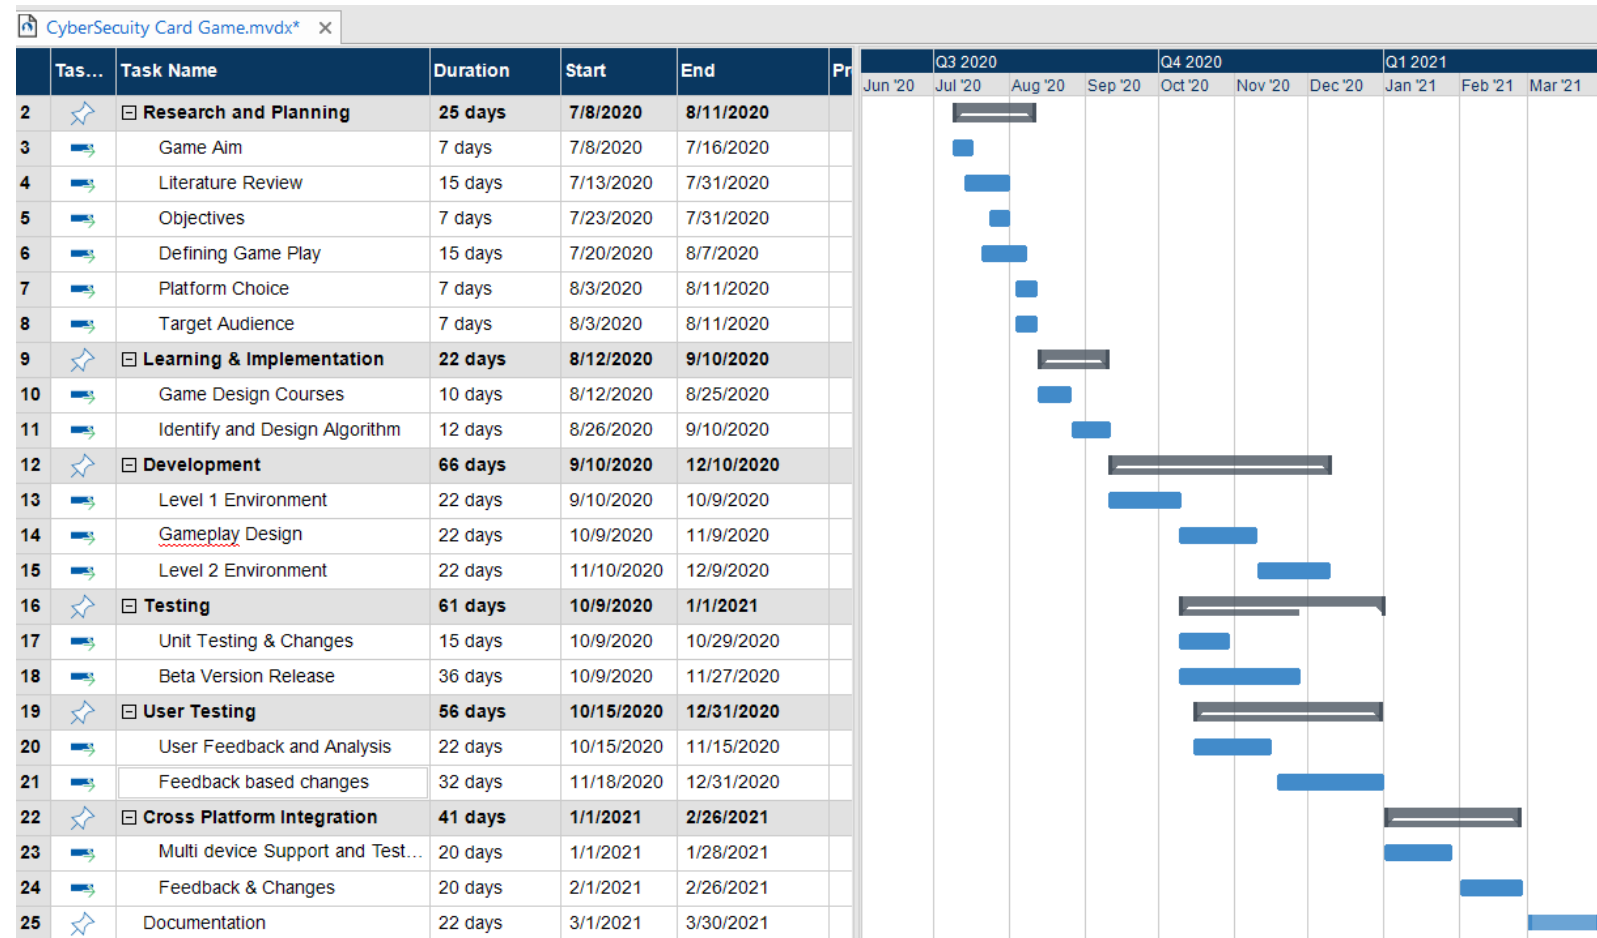 CyberSecuity Card Game.mvdx* ×
Tas... Task Name Duration Start End Pr Q3 2020 Q4 2020 Q1 2021
Jun '20 Jul '20 Aug '20 Sep '20 Oct '20 Nov '20 Dec '20 Jan '21 Feb '21 Mar '21
2 Research and Planning 25 days 7/8/2020 8/11/2020
3 Game Aim 7 days 7/8/2020 7/16/2020
4 Literature Review 15 days 7/13/2020 7/31/2020
5 Objectives 7 days 7/23/2020 7/31/2020
6 Defining Game Play 15 days 7/20/2020 8/7/2020
7 Platform Choice 7 days 8/3/2020 8/11/2020
8 Target Audience 7 days 8/3/2020 8/11/2020
9 Learning & Implementation 22 days 8/12/2020 9/10/2020
10 Game Design Courses 10 days 8/12/2020 8/25/2020
11 Identify and Design Algorithm 12 days 8/26/2020 9/10/2020
12 Development 66 days 9/10/2020 12/10/2020
13 Level 1 Environment 22 days 9/10/2020 10/9/2020
14 Gameplay Design 22 days 10/9/2020 11/9/2020
15 Level 2 Environment 22 days 11/10/2020 12/9/2020
16 Testing 61 days 10/9/2020 1/1/2021
17 Unit Testing & Changes 15 days 10/9/2020 10/29/2020
18 Beta Version Release 36 days 10/9/2020 11/27/2020
19 User Testing 56 days 10/15/2020 12/31/2020
20 User Feedback and Analysis 22 days 10/15/2020 11/15/2020
21 Feedback based changes 32 days 11/18/2020 12/31/2020
22 Cross Platform Integration 41 days 1/1/2021 2/26/2021
23 Multi device Support and Test... 20 days 1/1/2021 1/28/2021
24 Feedback & Changes 20 days 2/1/2021 2/26/2021
25 Documentation 22 days 3/1/2021 3/30/2021